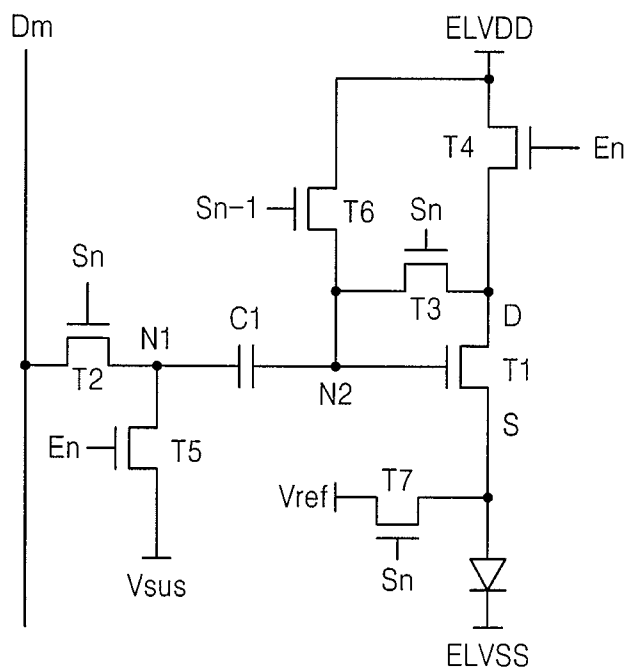 Dm
ELVDD
T4
En
Sn-1
T6
Sn
Sn
T3
D
N1
C1
T2
N2
T1
S
En
T5
T7
Vref
Vsus
Sn
ELVSS